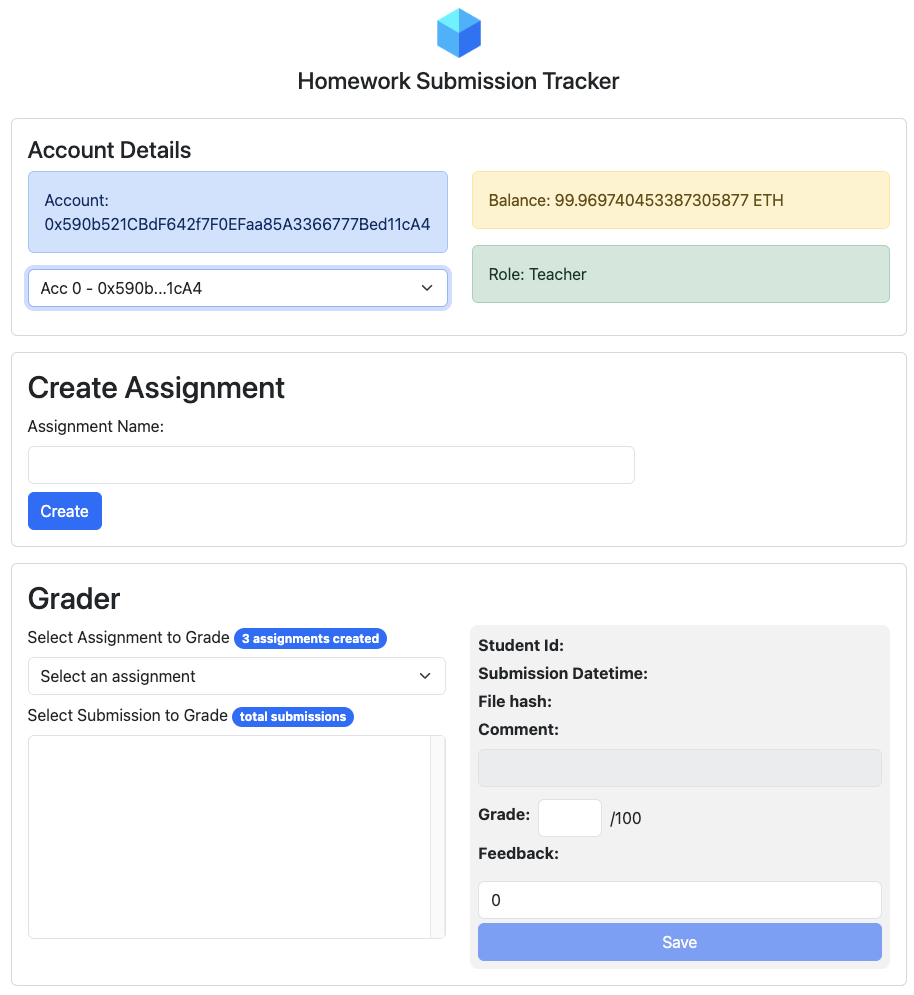 Homework Submission Tracker
Account Details
Account:
0x590b521CBdF642f7F0EFaa85A3366777Bed11cA4
Acc 0 - 0x590b...1cA4
Balance: 99.969740453387305877 ETH
Role: Teacher
Create Assignment
Assignment Name:
Create
Grader
Select Assignment to Grade 3 assignments created
Select an assignment
Select Submission to Grade total submissions
Student Id:
Submission Datetime:
File hash:
Comment:
Grade: /100
Feedback:
0
Save